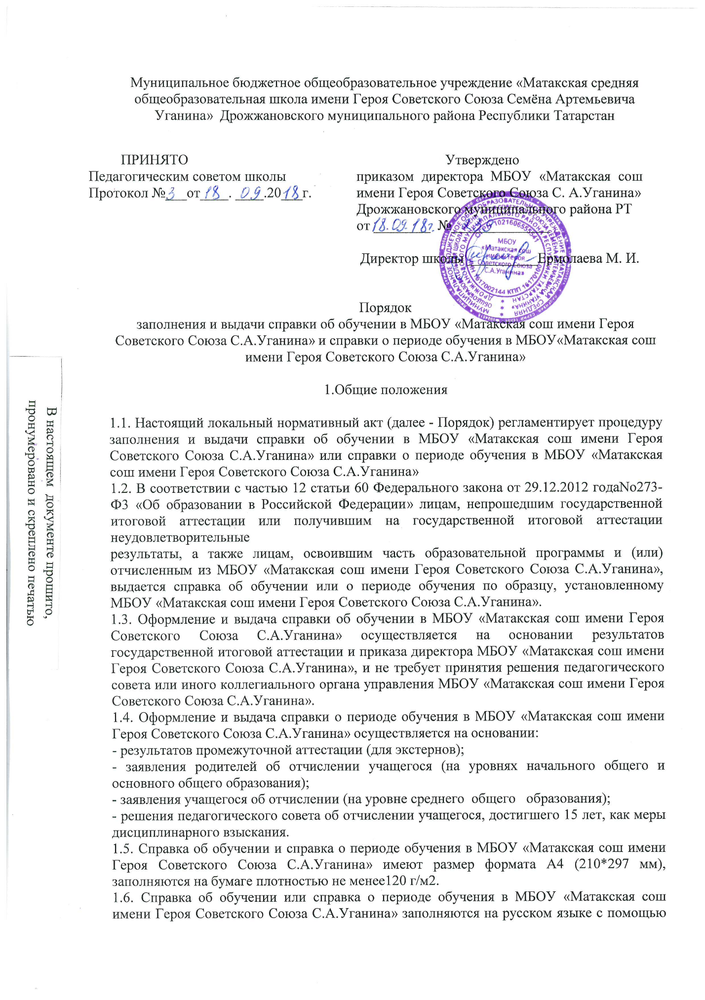 Муниципальное бюджетное общеобразовательное учреждение «Матакская средняя
общеобразовательная школа имени Героя Советского Союза Семёна Артемьевича
Уганина» Дрожжановского муниципального района Республики Татарстан
ПРИНЯТО
Педагогическим советом школы
Протокол № 3 от 18. 09.2018г.
Утверждено
приказом директора МБОУ «Матакская сош
имени Героя Советского Союза С. А.Уганина»
Дрожжановского муниципального района РТ
от 18.09.18г. №
Директор школы Ермолаева М. И.
ОГРН 1021606555541
МБОУ
«Матакская сош
имени Героя
Советского Союза
С.А.Уганина»
ИНН 1617002144 КПП 16170100
Порядок
заполнения и выдачи справки об обучении в МБОУ «Матакская сош имени Героя
Советского Союза С.А.Уганина» и справки о периоде обучения в МБОУ«Матакская сош
имени Героя Советского Союза С.А.Уганина»
1.Общие положения
1.1. Настоящий локальный нормативный акт (далее - Порядок) регламентирует процедуру
заполнения и выдачи справки об обучении в МБОУ «Матакская сош имени Героя
Советского Союза С.А.Уганина» или справки о периоде обучения в МБОУ «Матакская
сош имени Героя Советского Союза С.А.Уганина»
1.2. В соответствии с частью 12 статьи 60 Федерального закона от 29.12.2012 годаNo273-
ФЗ «Об образовании в Российской Федерации» лицам, непрошедшим государственной
итоговой аттестации или получившим на государственной итоговой аттестации
неудовлетворительные
результаты, а также лицам, освоившим часть образовательной программы и (или)
отчисленным из МБОУ «Матакская сош имени Героя Советского Союза С.А.Уганина»,
выдается справка об обучении или о периоде обучения по образцу, установленному
МБОУ «Матакская сош имени Героя Советского Союза С.А.Уганина».
1.3. Оформление и выдача справки об обучении в МБОУ «Матакская сош имени Героя
Советского Союза С.А.Уганина» осуществляется на основании результатов
государственной итоговой аттестации и приказа директора МБОУ «Матакская сош имени
Героя Советского Союза С.А.Уганина», и не требует принятия решения педагогического
совета или иного коллегиального органа управления МБОУ «Матакская сош имени Героя
Советского Союза С.А.Уганина».
1.4. Оформление и выдача справки о периоде обучения в МБОУ «Матакская сош имени
Героя Советского Союза С.А.Уганина» осуществляется на основании:
- результатов промежуточной аттестации (для экстернов);
- заявления родителей об отчислении учащегося (на уровнях начального общего и
основного общего образования);
- заявления учащегося об отчислении (на уровне среднего общего образования);
- решения педагогического совета об отчислении учащегося, достигшего 15 лет, как меры
дисциплинарного взыскания.
1.5. Справка об обучении и справка о периоде обучения в МБОУ «Матакская сош имени
Героя Советского Союза С.А.Уганина» имеют размер формата А4 (210*297 мм),
заполняются на бумаге плотностью не менее120 г/м2.
1.6. Справка об обучении или справка о периоде обучения в МБОУ «Матакская сош
имени Героя Советского Союза С.А.Уганина» заполняются на русском языке с помощью
В настоящем документе прошито,
пронумеровано и скреплено печатью